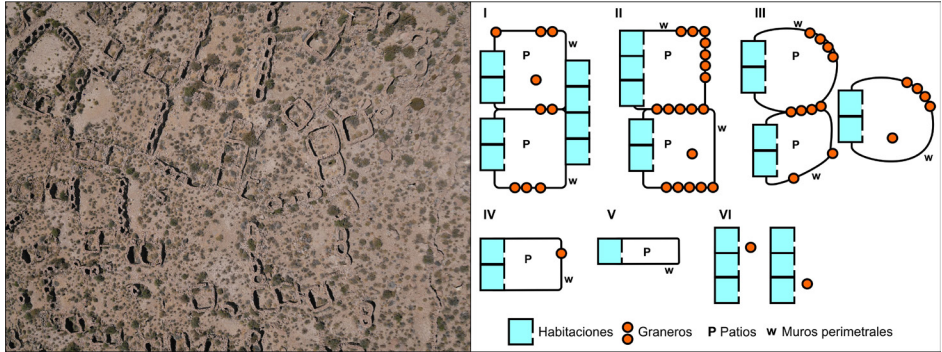 I II III
w w
P P P
w
P P w P
w w w
IV V VI
P P
w w
Habitaciones Graneros P Patios w Muros perimetrales